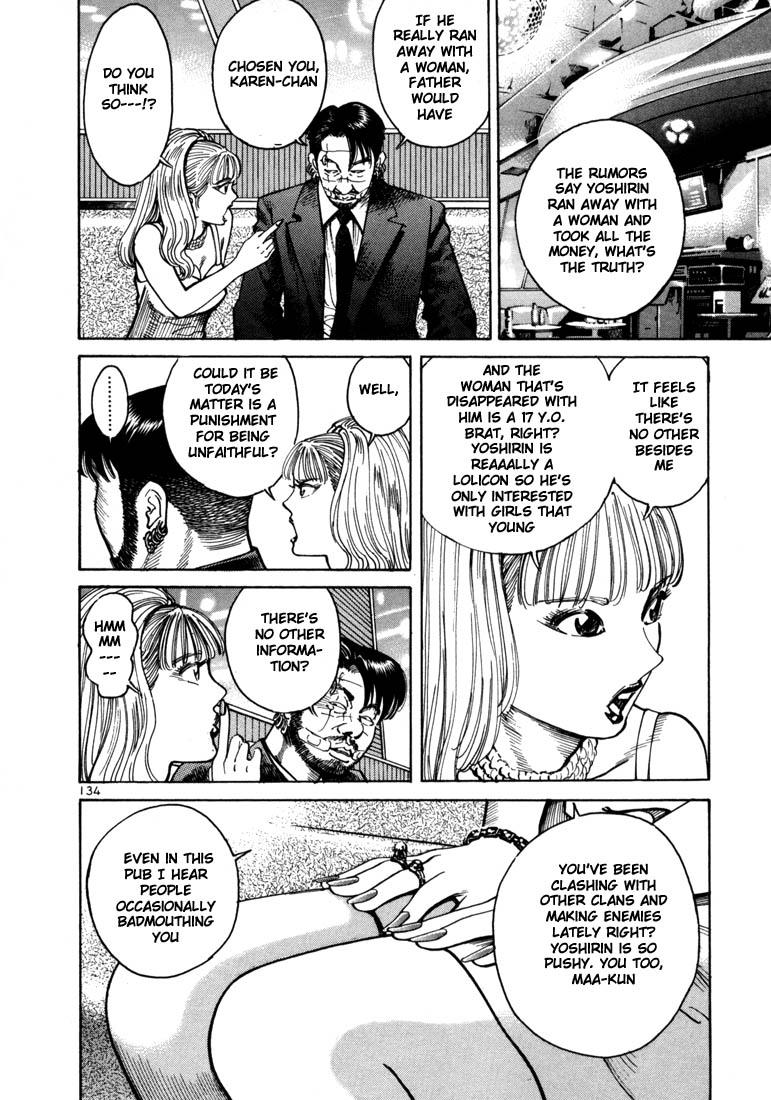 THE RUMORS
SAY YOSHIRIN
RAN AWAY WITH
A WOMAN AND
TOOK ALL THE
MONEY, WHAT'S
THE TRUTH?
IF HE
REALLY RAN
AWAY WITH
A WOMAN,
FATHER
WOULD
HAVE
CHOSEN YOU,
KAREN-CHAN
DO YOU
THINK
SO---!?
IT FEELS
LIKE
THERE'S
NO OTHER
BESIDES
ME
AND THE
WOMAN THAT'S
DISAPPEARED WITH
HIM IS A 17 Y.O.
BRAT, RIGHT?
YOSHIRIN IS
REAAALLY A
LOLICON SO HE'S
ONLY INTERESTED
WITH GIRLS THAT
YOUNG
WELL,
COULD IT BE
TODAY'S
MATTER IS A
PUNISHMENT
FOR BEING
UNFAITHFUL?
.........
THERE'S
NO OTHER
INFORMA-
TION?
HMM
MM
---
--
134
YOU'VE BEEN
CLASHING WITH
OTHER CLANS AND
MAKING ENEMIES
LATELY RIGHT?
YOSHIRIN IS SO
PUSHY. YOU TOO,
MAA-KUN
EVEN IN THIS
PUB I HEAR
PEOPLE
OCCASIONALLY
BADMOUTHING
YOU